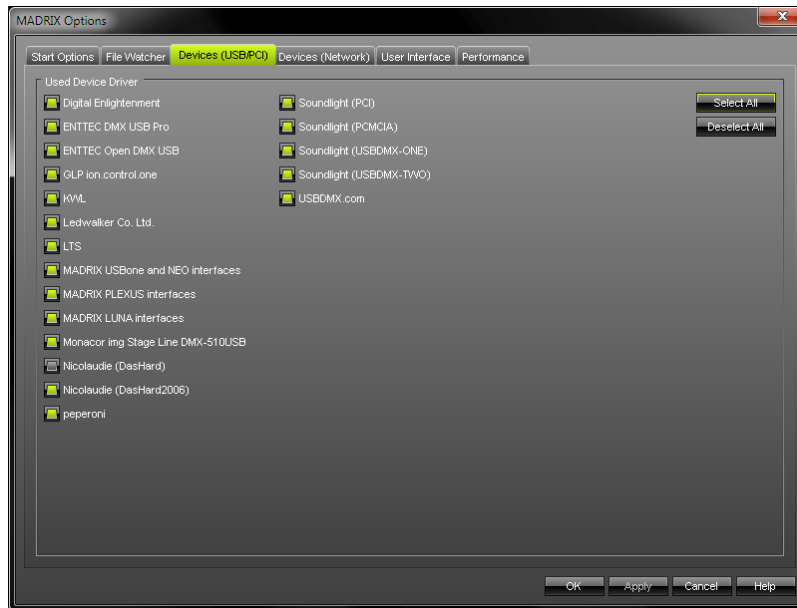 MADRIX Options
Start Options File Watcher Devices (USB/PCI) Devices (Network) User Interface Performance
Used Device Driver
Digital Enlightenment
ENTTEC DMX USB Pro
ENTTEC Open DMX USB
GLP ion.control.one
KWL
Ledwalker Co. Ltd.
LTS
MADRIX USBone and NEO interfaces
MADRIX PLEXUS interfaces
MADRIX LUNA interfaces
Monacor img Stage Line DMX-510USB
Nicolaudie (DasHard)
Nicolaudie (DasHard2006)
peperoni
Soundlight (PCI)
Soundlight (PCMCIA)
Soundlight (USBDMX-ONE)
Soundlight (USBDMX-TWO)
USBDMX.com
Select All
Deselect All
OK Apply Cancel Help